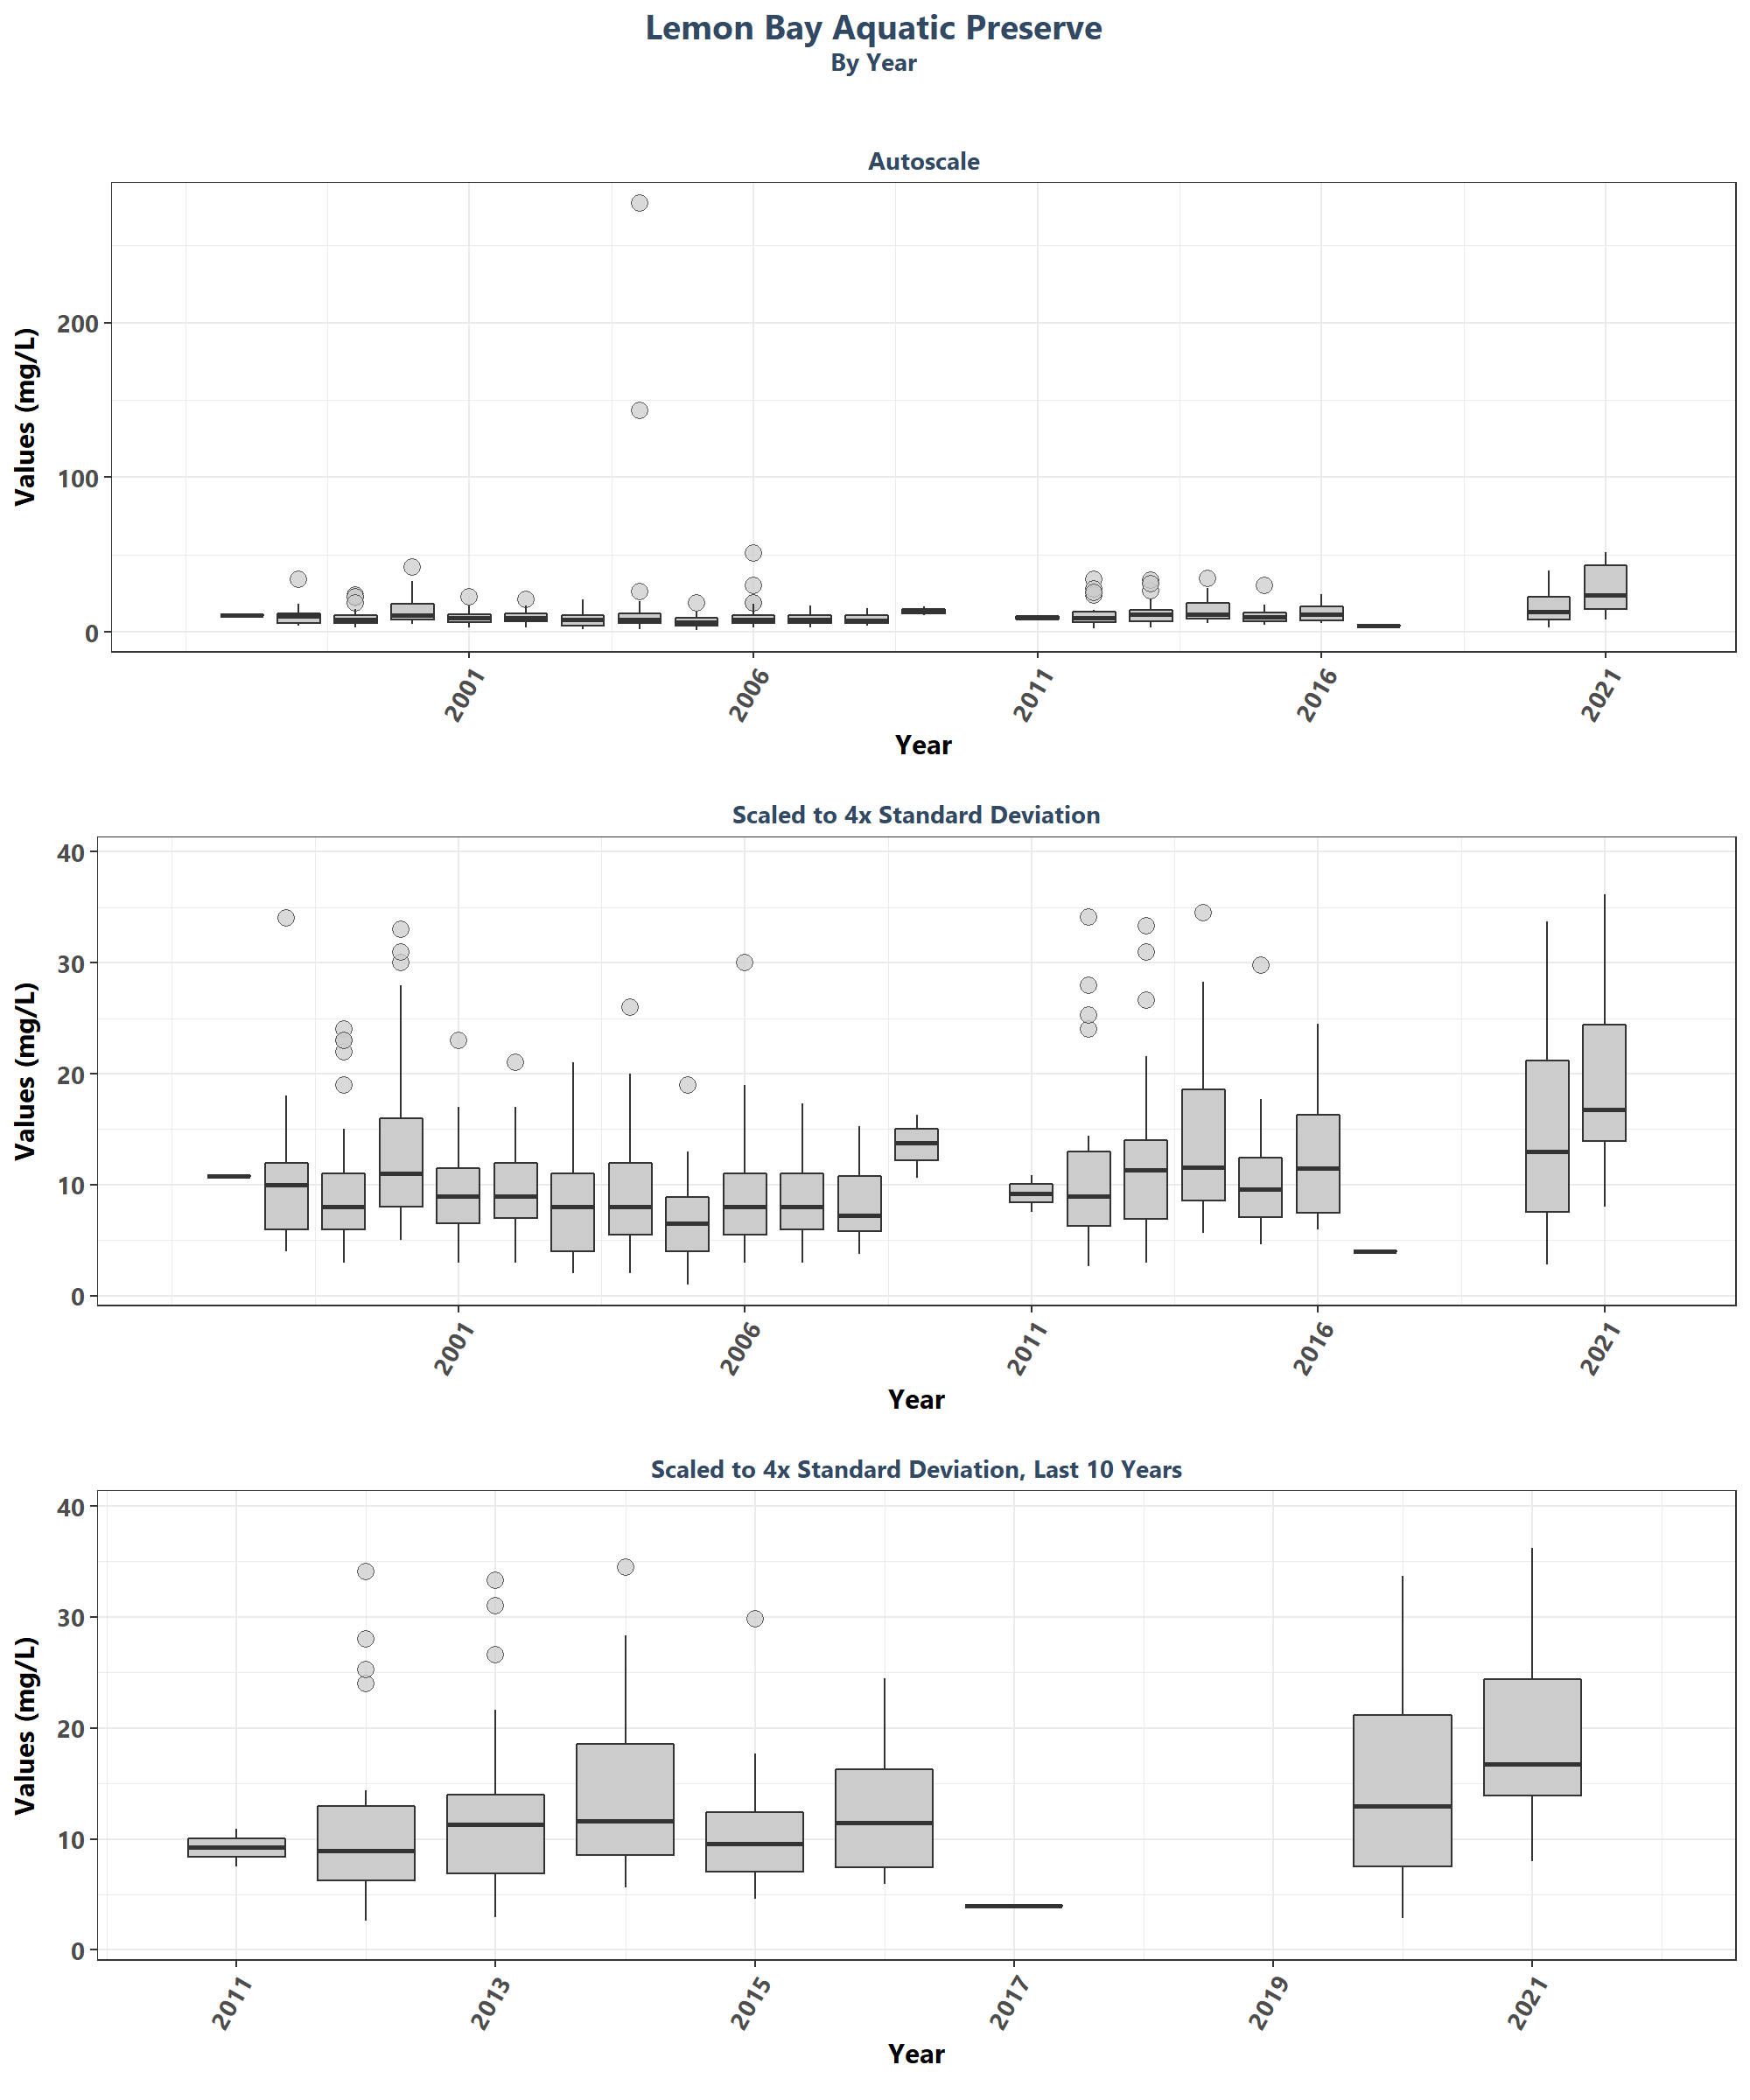 Lemon Bay Aquatic Preserve
By Year
Autoscale
Values (mg/L)
200
100
0
2001 2006 2011 2016 2021
Year
Scaled to 4x Standard Deviation
Values (mg/L)
40
30
20
10
0
2001 2006 2011 2016 2021
Year
Scaled to 4x Standard Deviation, Last 10 Years
Values (mg/L)
40
30
20
10
0
2011 2013 2015 2017 2019 2021
Year